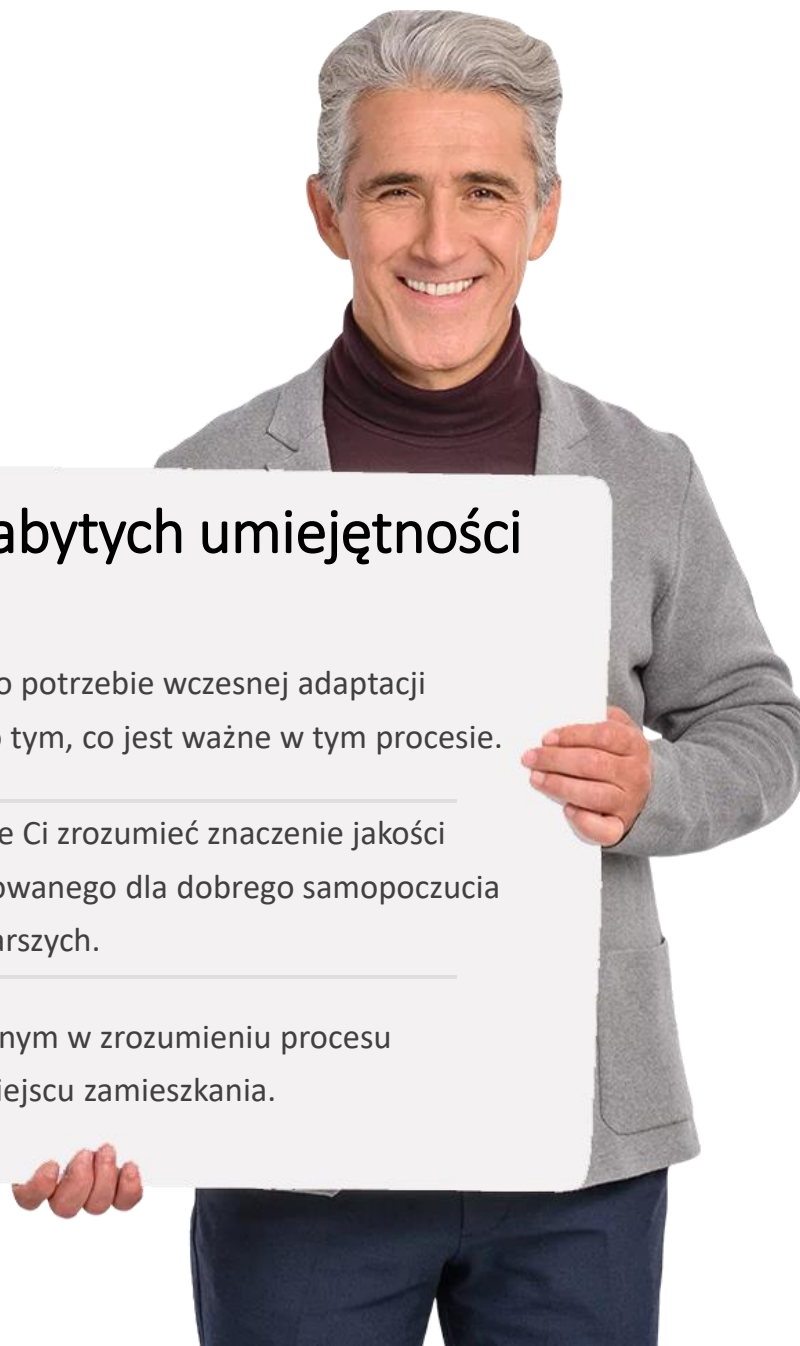 abytych umiejętności
o potrzebie wczesnej adaptacji
o tym, co jest ważne w tym procesie.
e Ci zrozumieć znaczenie jakości
owanego dla dobrego samopoczucia
arszych.
nym w zrozumieniu procesu
iejscu zamieszkania.